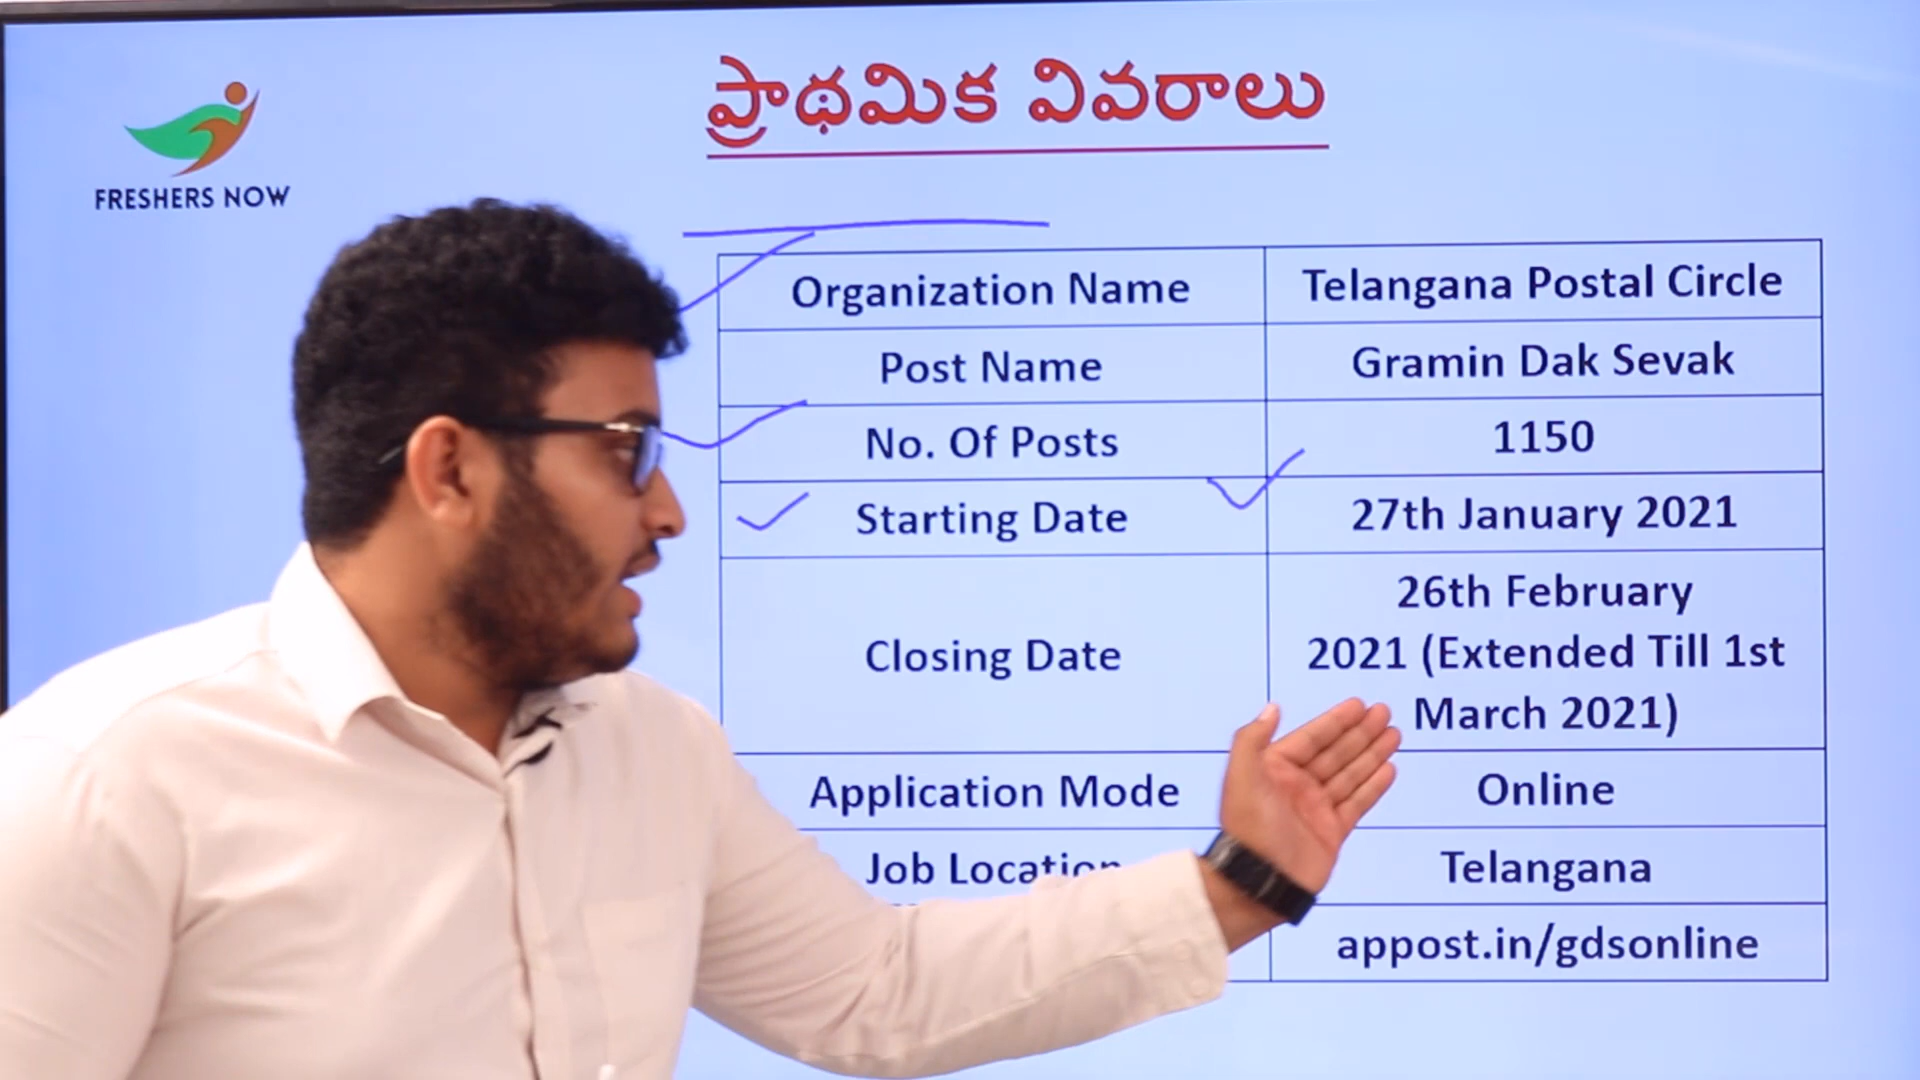 ప్రాథమిక వివరాలు
FRESHERS NOW
Organization Name Telangana Postal Circle
Post Name Gramin Dak Sevak
No. Of Posts 1150
Starting Date 27th January 2021
Closing Date 26th February
2021 (Extended Till 1st
March 2021)
Application Mode Online
Job Location Telangana
appost.in/gdsonline